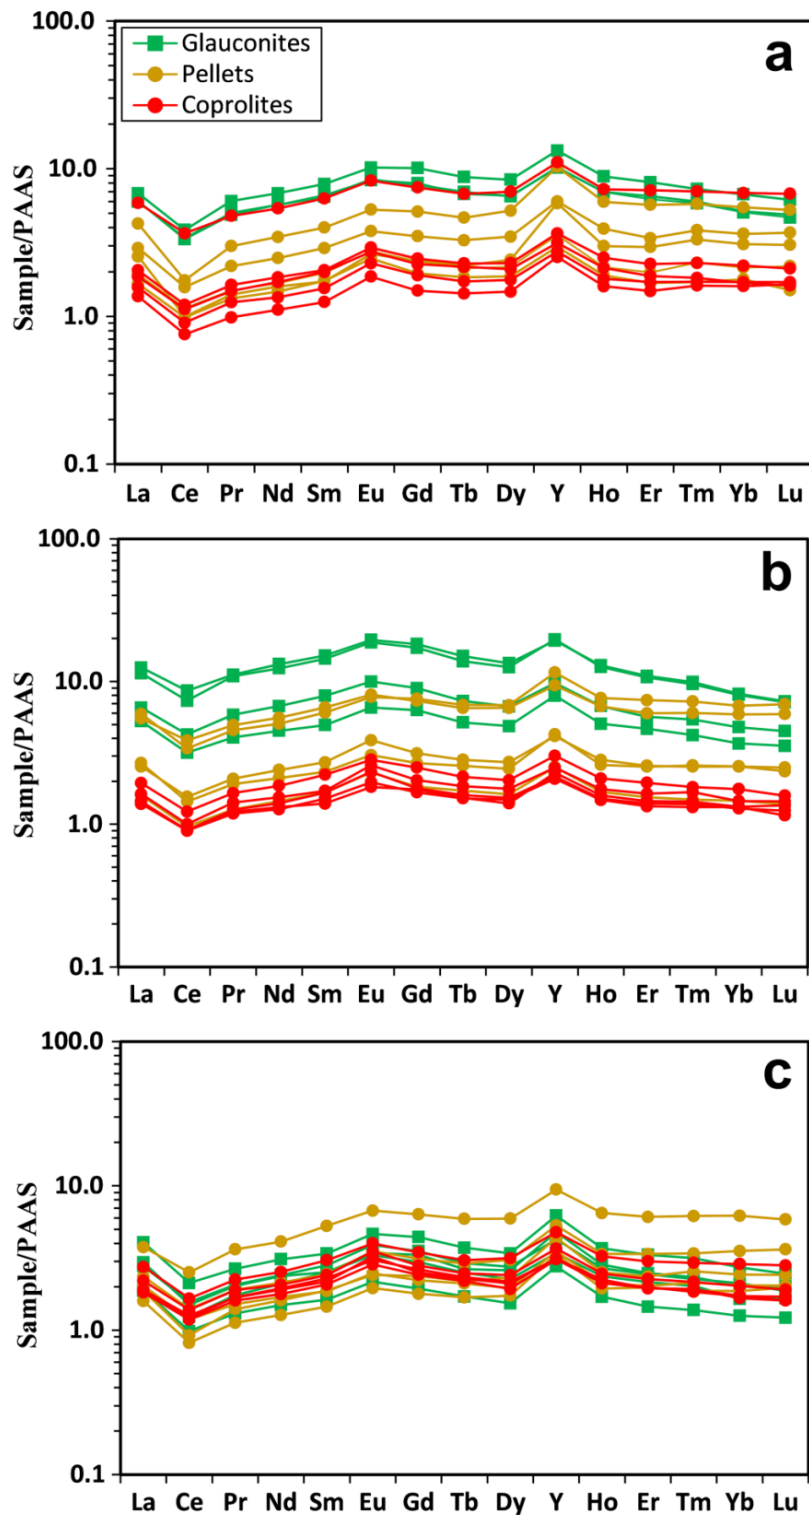 100.0
Glauconites
Pellets
Coprolites
a
10.0
Sample/PAAS
1.0
0.1
La Ce Pr Nd Sm Eu Gd Tb Dy Y Ho Er Tm Yb Lu
100.0
b
10.0
Sample/PAAS
1.0
0.1
La Ce Pr Nd Sm Eu Gd Tb Dy Y Ho Er Tm Yb Lu
100.0
c
10.0
Sample/PAAS
1.0
0.1
La Ce Pr Nd Sm Eu Gd Tb Dy Y Ho Er Tm Yb Lu